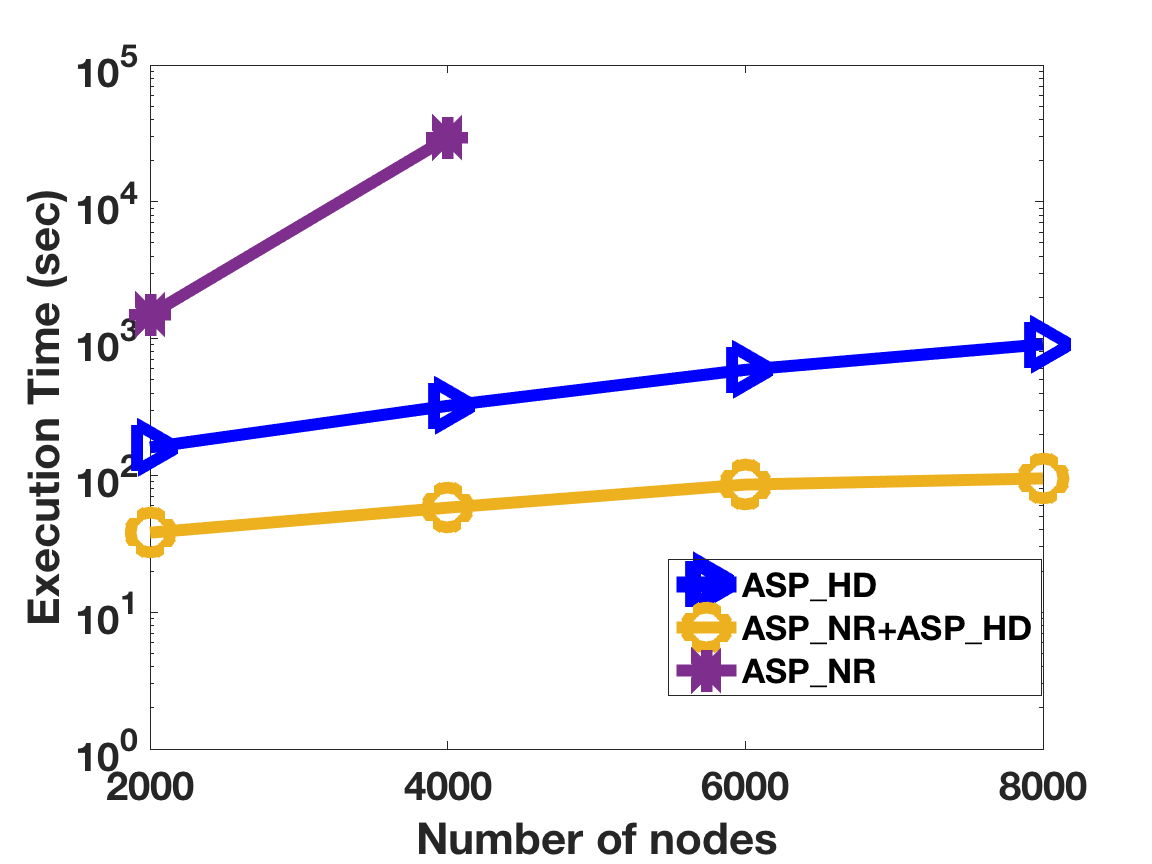 10^5
10^4
10^3
10^2
10^1
10^0
Execution Time (sec)
2000 4000 6000 8000
Number of nodes
ASP_HD
ASP_NR+ASP_HD
ASP_NR